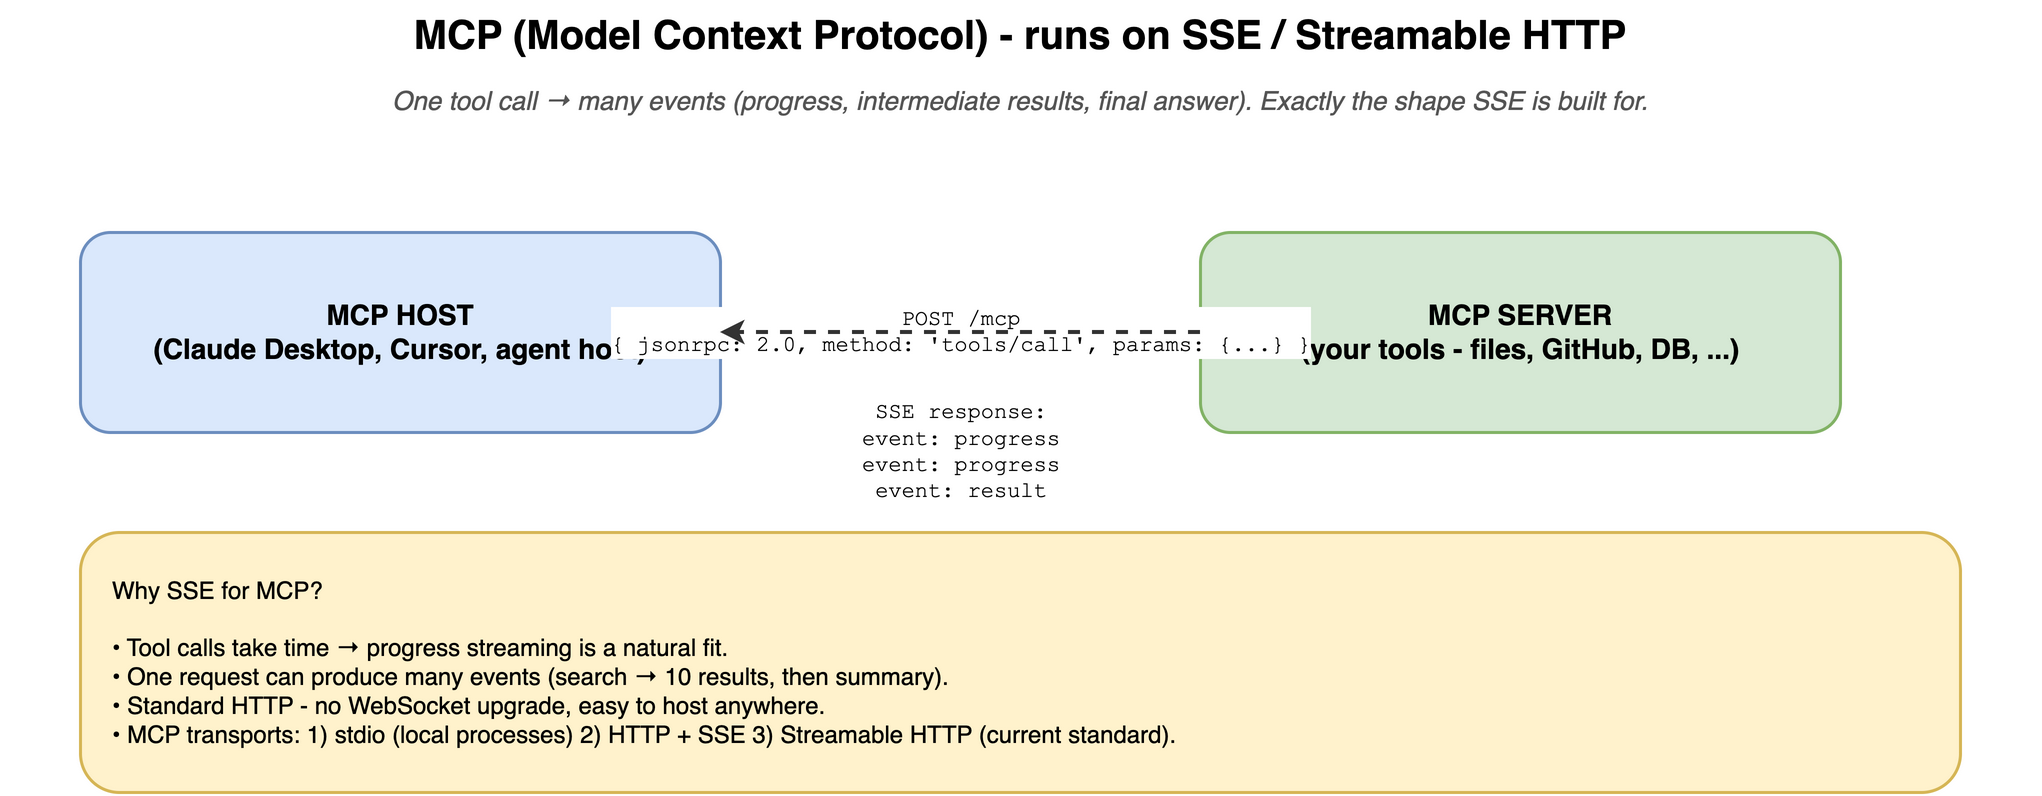 MCP (Model Context Protocol) - runs on SSE / Streamable HTTP
One tool call → many events (progress, intermediate results, final answer). Exactly the shape SSE is built for.
MCP HOST
(Claude Desktop, Cursor, agent ho
POST /mcp
{ jsonrpc: 2.0, method: 'tools/call', params: {...} }
MCP SERVER
(your tools - files, GitHub, DB, ...)
SSE response:
event: progress
event: progress
event: result
Why SSE for MCP?
• Tool calls take time → progress streaming is a natural fit.
• One request can produce many events (search → 10 results, then summary).
• Standard HTTP - no WebSocket upgrade, easy to host anywhere.
• MCP transports: 1) stdio (local processes) 2) HTTP + SSE 3) Streamable HTTP (current standard).